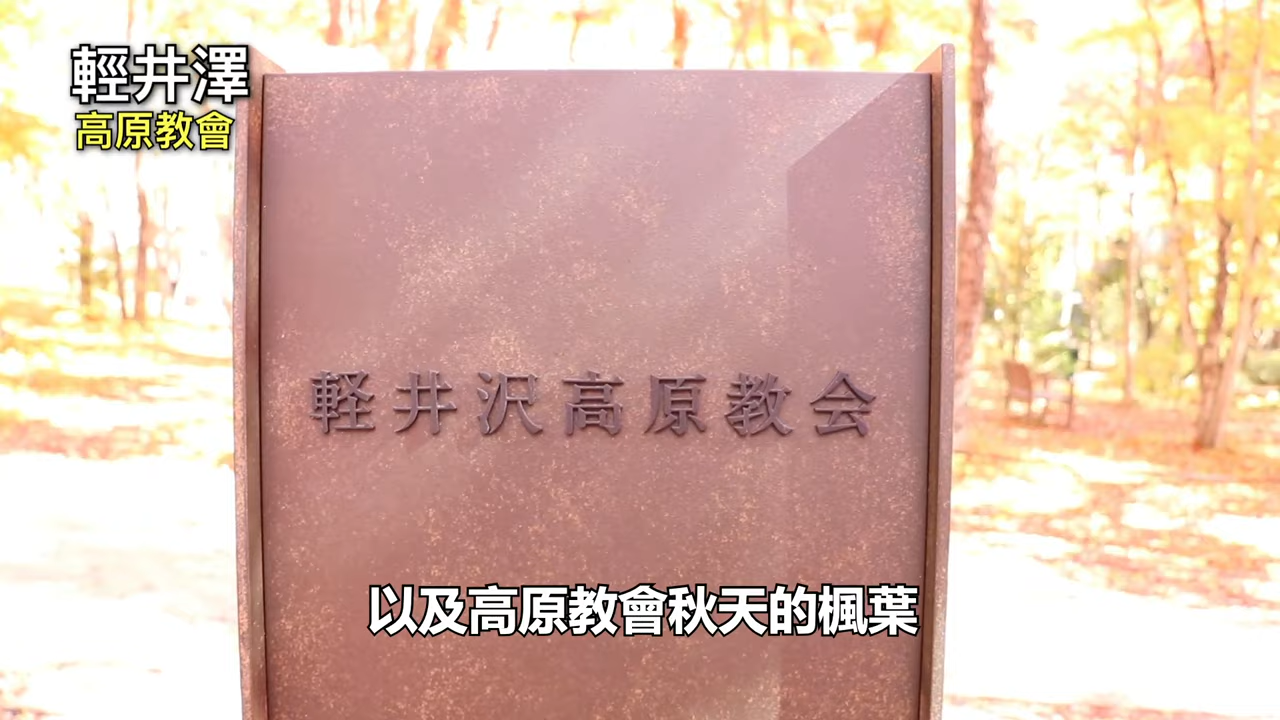 輕井澤
高原教會
軽井沢高原教会
以及高原教會秋天的楓葉